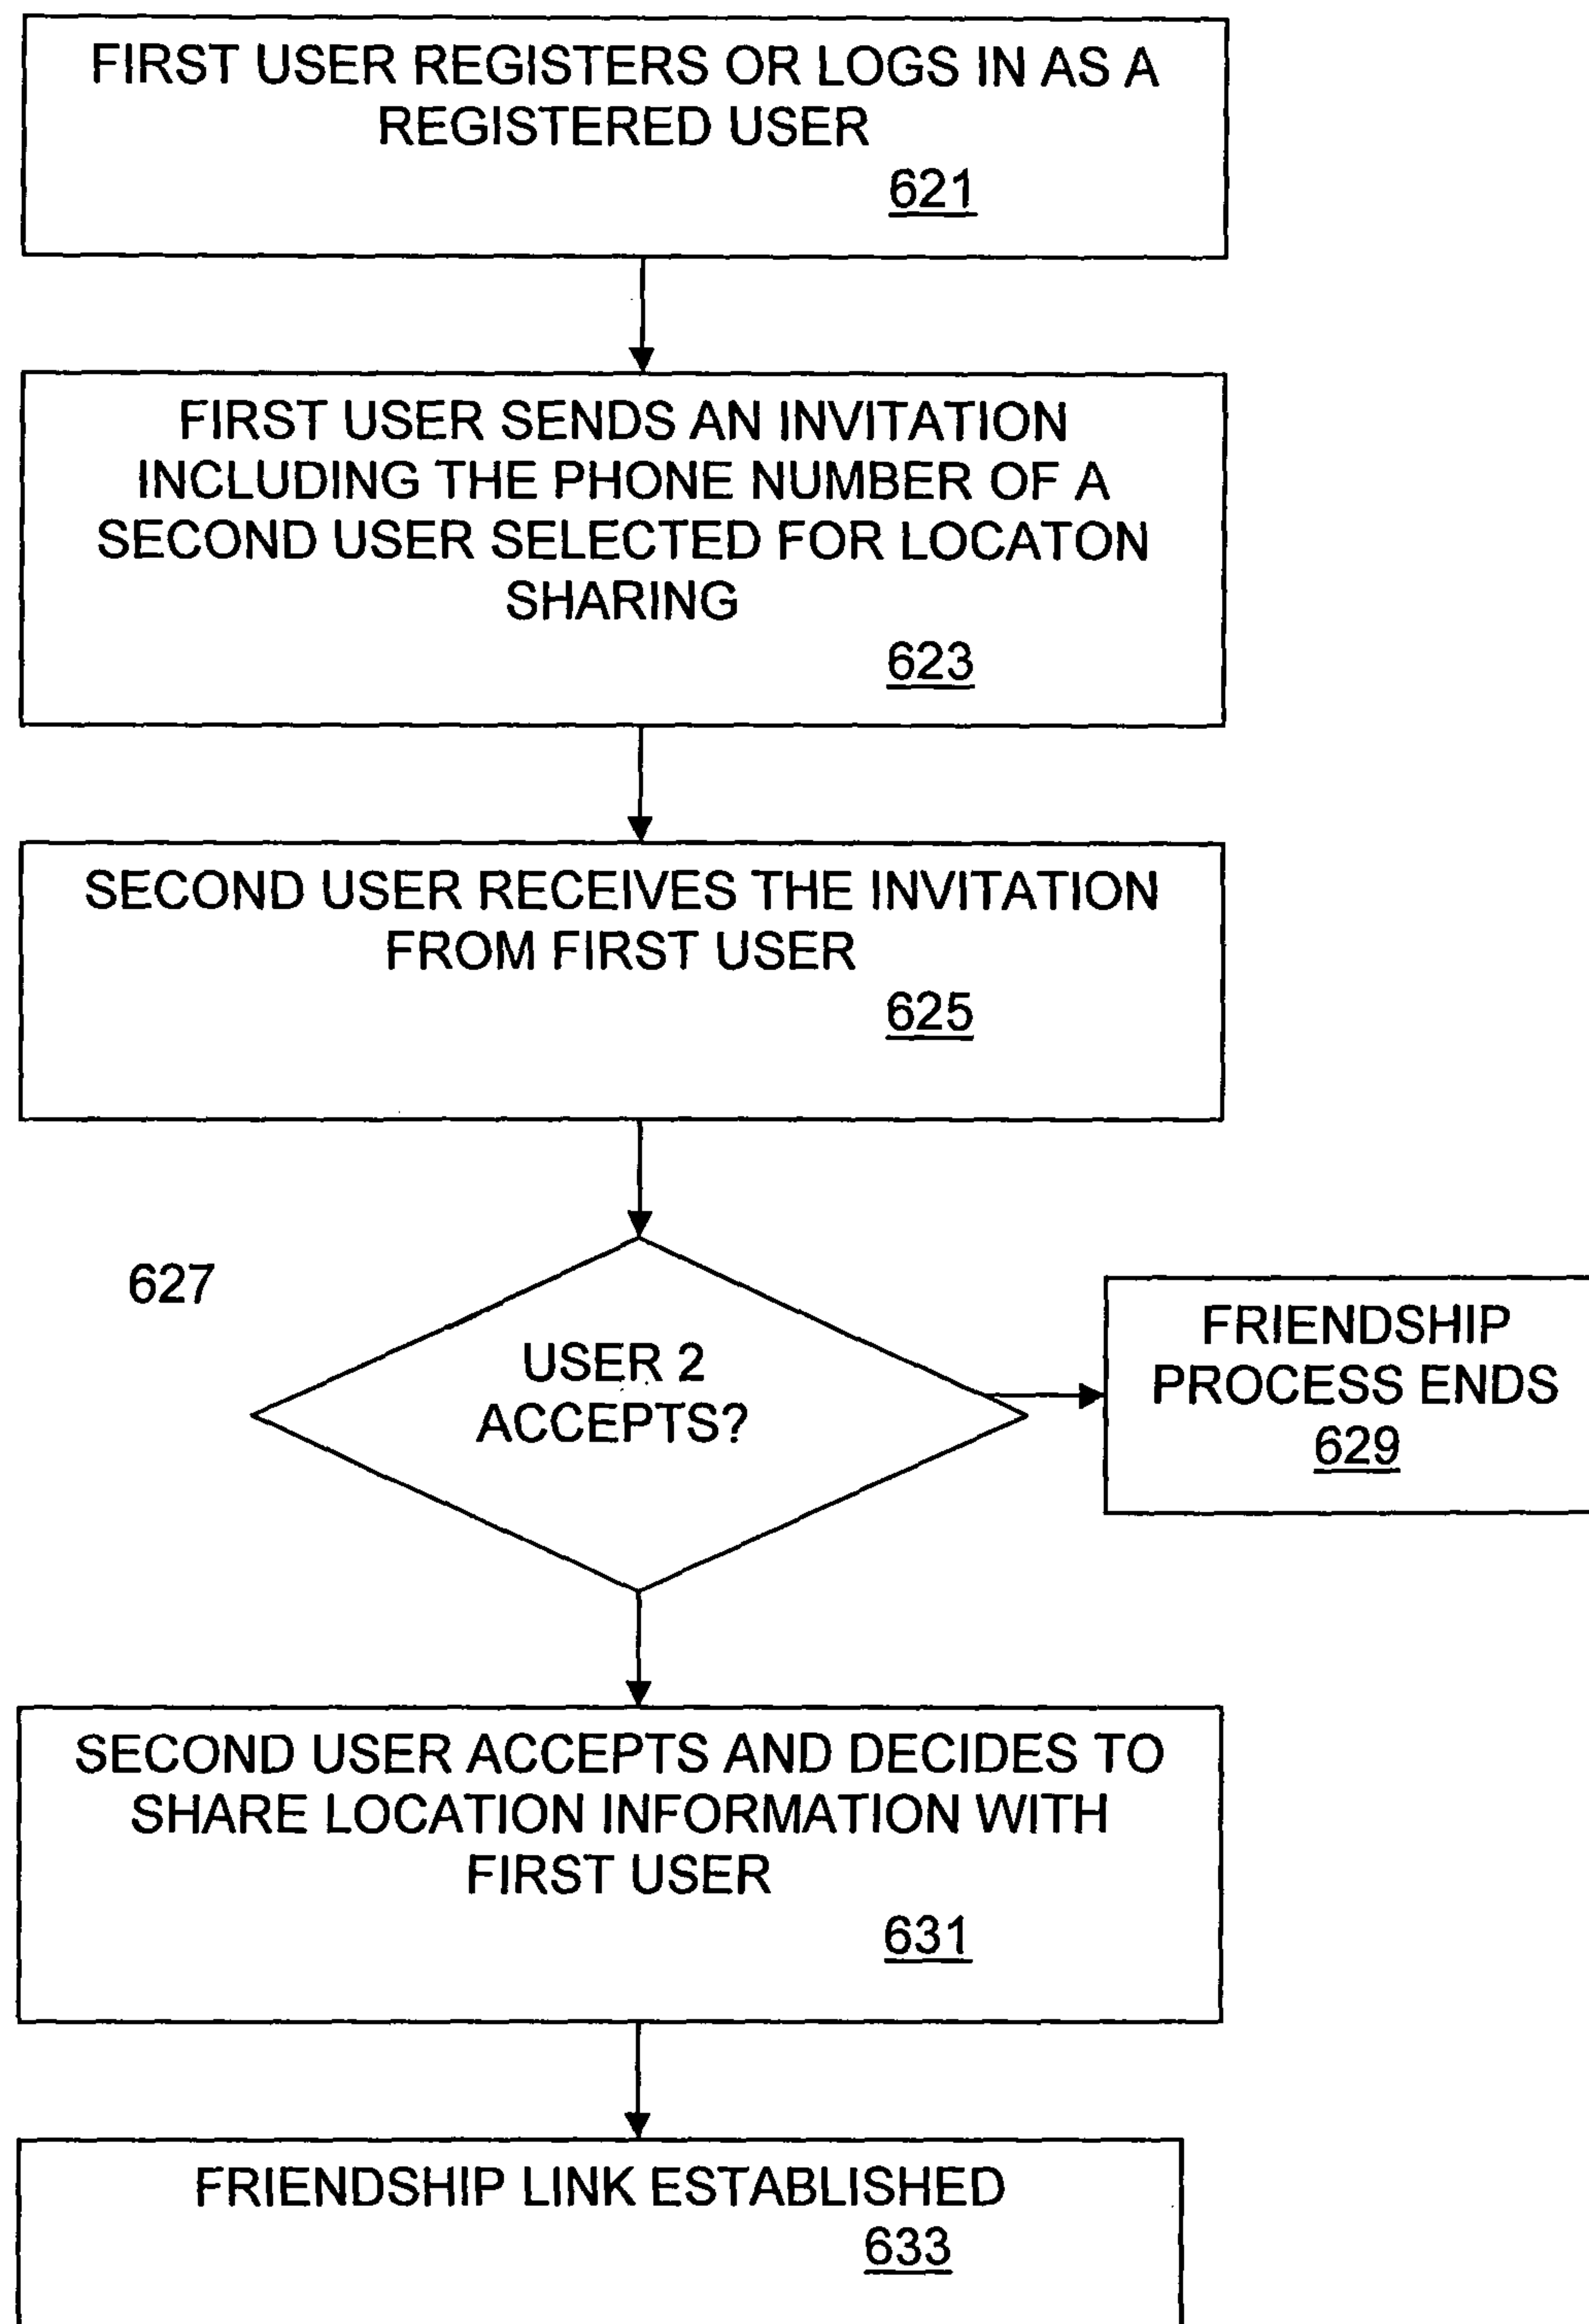 FIRST USER REGISTERS OR LOGS IN AS A
REGISTERED USER
621
FIRST USER SENDS AN INVITATION
INCLUDING THE PHONE NUMBER OF A
SECOND USER SELECTED FOR LOCATON
SHARING
623
SECOND USER RECEIVES THE INVITATION
FROM FIRST USER
625
627
USER 2
ACCEPTS?
FRIENDSHIP
PROCESS ENDS
629
SECOND USER ACCEPTS AND DECIDES TO
SHARE LOCATION INFORMATION WITH
FIRST USER
631
FRIENDSHIP LINK ESTABLISHED
633